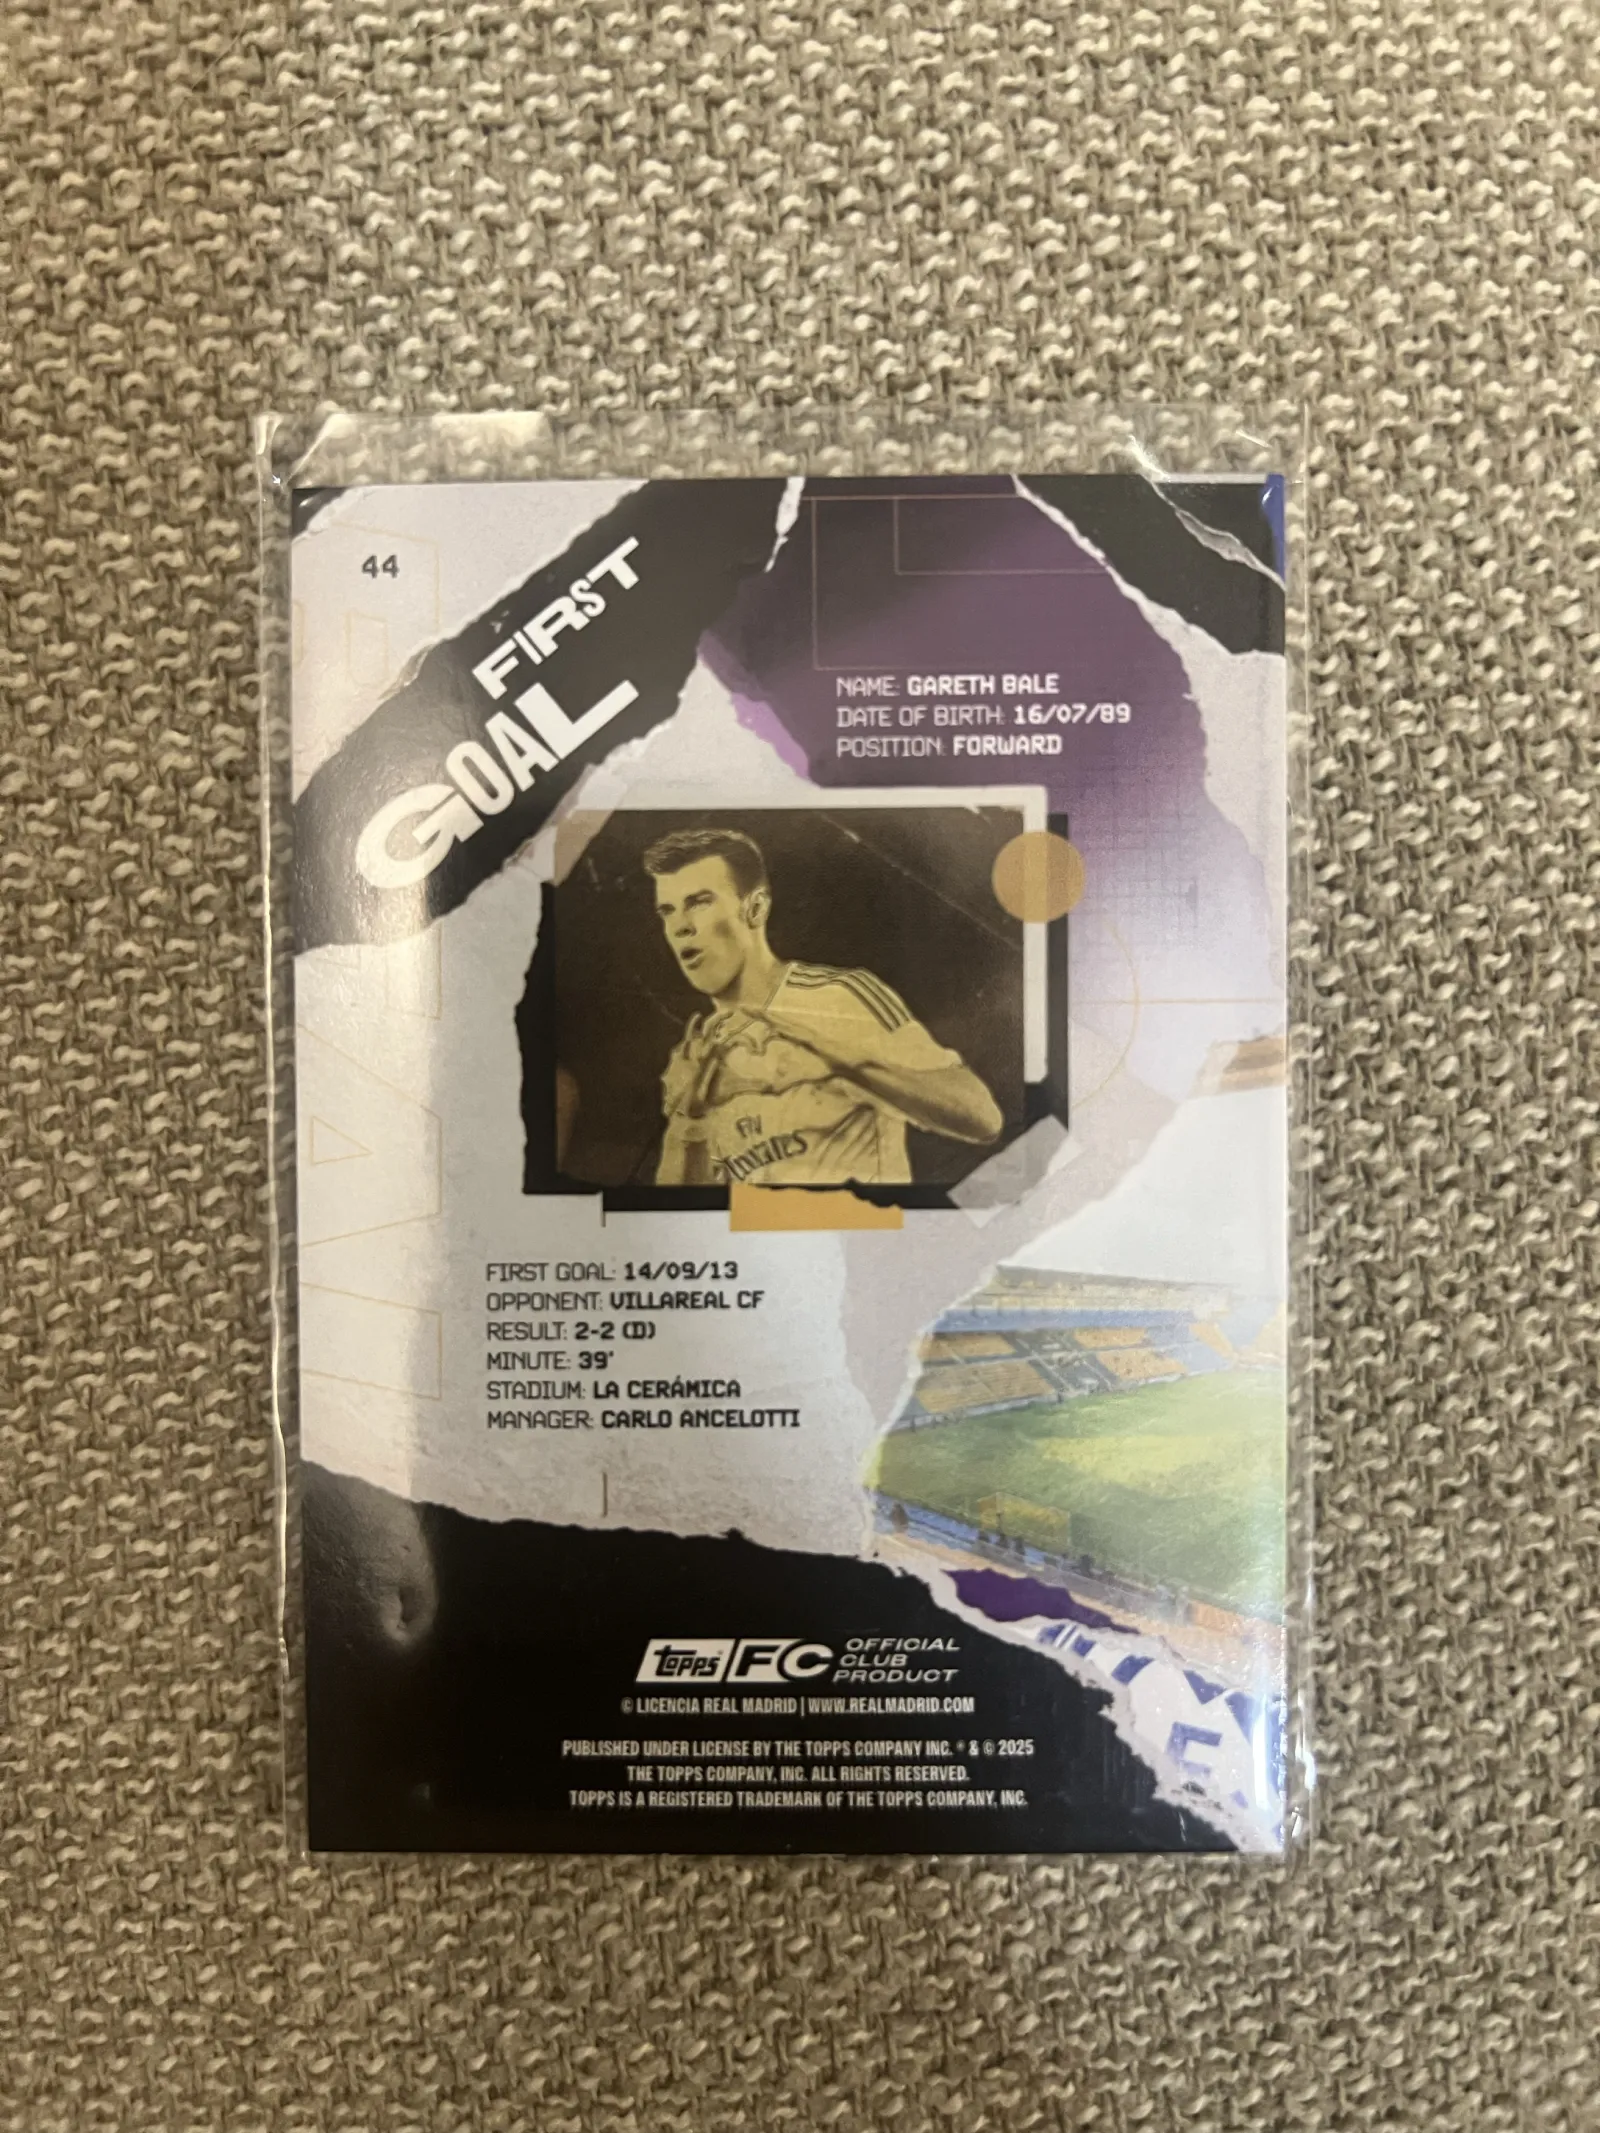 44
FIRST
GOAL
NAME: GARETH BALE
DATE OF BIRTH: 16/07/89
POSITION: FORWARD
Fly
Emirates
FIRST GOAL: 14/09/13
OPPONENT: VILLAREAL CF
RESULT: 2-2 (D)
MINUTE: 39'
STADIUM: LA CERÁMICA
MANAGER: CARLO ANCELOTTI
topps FC OFFICIAL
CLUB
PRODUCT
© LICENCIA REAL MADRID | WWW.REALMADRID.COM
PUBLISHED UNDER LICENSE BY THE TOPPS COMPANY INC. ® & © 2025
THE TOPPS COMPANY, INC. ALL RIGHTS RESERVED.
TOPPS IS A REGISTERED TRADEMARK OF THE TOPPS COMPANY, INC.